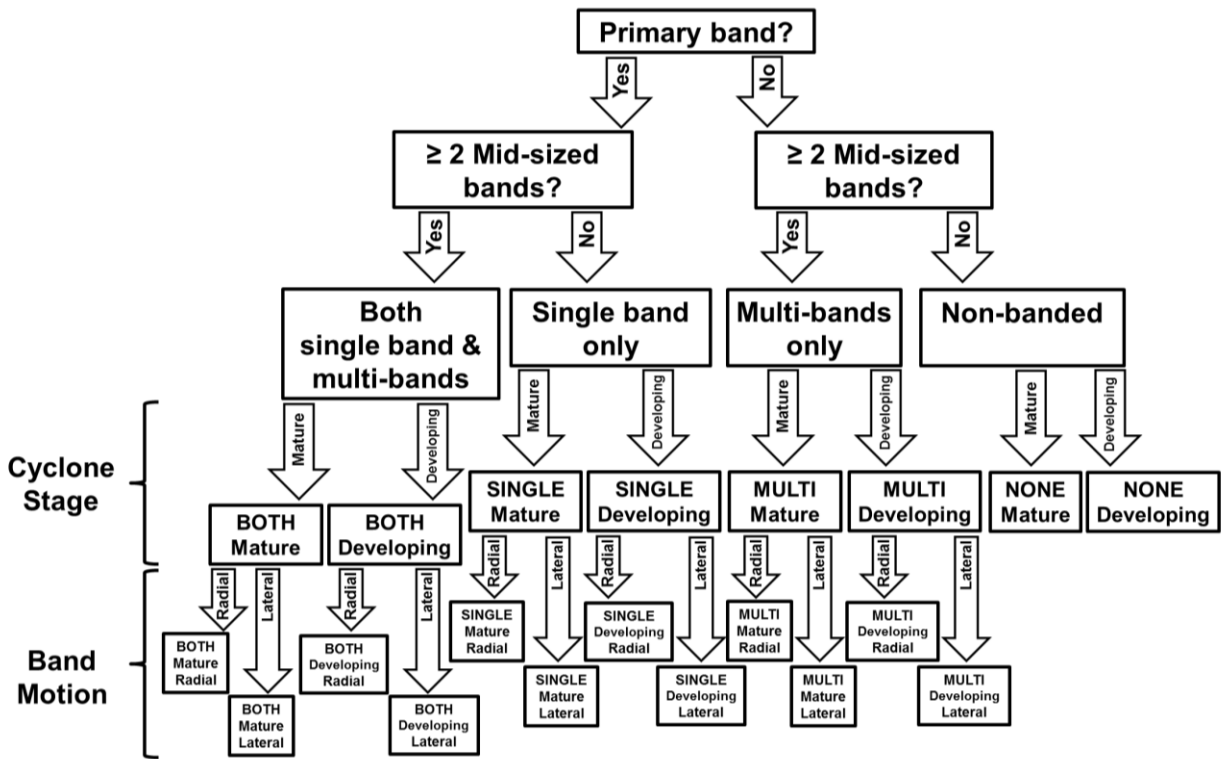 Primary band?
Yes
No
≥ 2 Mid-sized
bands?
≥ 2 Mid-sized
bands?
Yes
No
Yes
No
Both
single band &
multi-bands
Single band
only
Multi-bands
only
Non-banded
Mature
Developing
Mature
Developing
Mature
Developing
Mature
Developing
Cyclone
Stage
BOTH
Mature
BOTH
Developing
SINGLE
Mature
SINGLE
Developing
MULTI
Mature
MULTI
Developing
NONE
Mature
NONE
Developing
Radial
Lateral
Radial
Lateral
Radial
Lateral
Radial
Lateral
Radial
Lateral
Radial
Lateral
Band
Motion
BOTH
Mature
Radial
BOTH
Mature
Lateral
BOTH
Developing
Radial
BOTH
Developing
Lateral
SINGLE
Mature
Radial
SINGLE
Mature
Lateral
SINGLE
Developing
Radial
SINGLE
Developing
Lateral
MULTI
Mature
Radial
MULTI
Mature
Lateral
MULTI
Developing
Radial
MULTI
Developing
Lateral